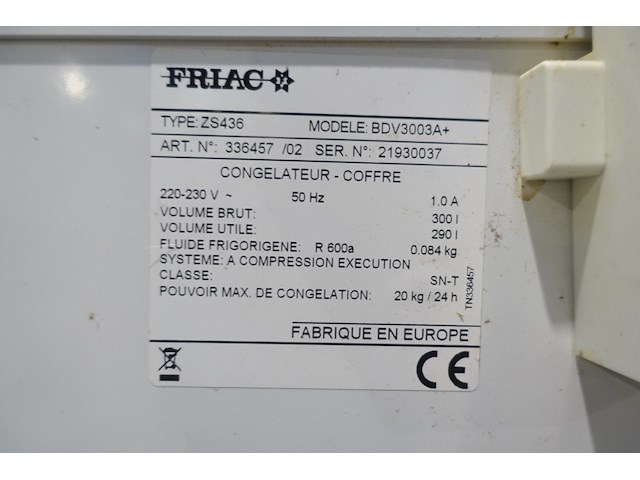 FRIAC
TYPE: ZS436 MODELE: BDV3003A+
ART. N°: 336457 /02 SER. N°: 21930037
CONGELATEUR - COFFRE
220-230 V ~ 50 Hz 1.0 A
VOLUME BRUT: 300 l
VOLUME UTILE: 290 l
FLUIDE FRIGORIGENE: R 600a 0.084 kg
SYSTEME: A COMPRESSION EXECUTION
CLASSE: SN-T
POUVOIR MAX. DE CONGELATION: 20 kg / 24 h
TN336457
FABRIQUE EN EUROPE
CE